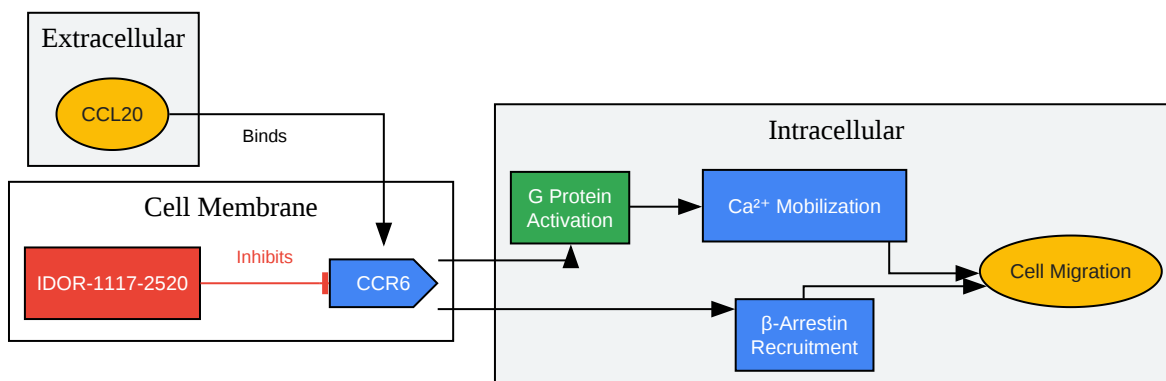 Extracellular
CCL20
Binds
Cell Membrane
IDOR-1117-2520
Inhibits
CCR6
Intracellular
G Protein
Activation
Ca²⁺ Mobilization
β-Arrestin
Recruitment
Cell Migration